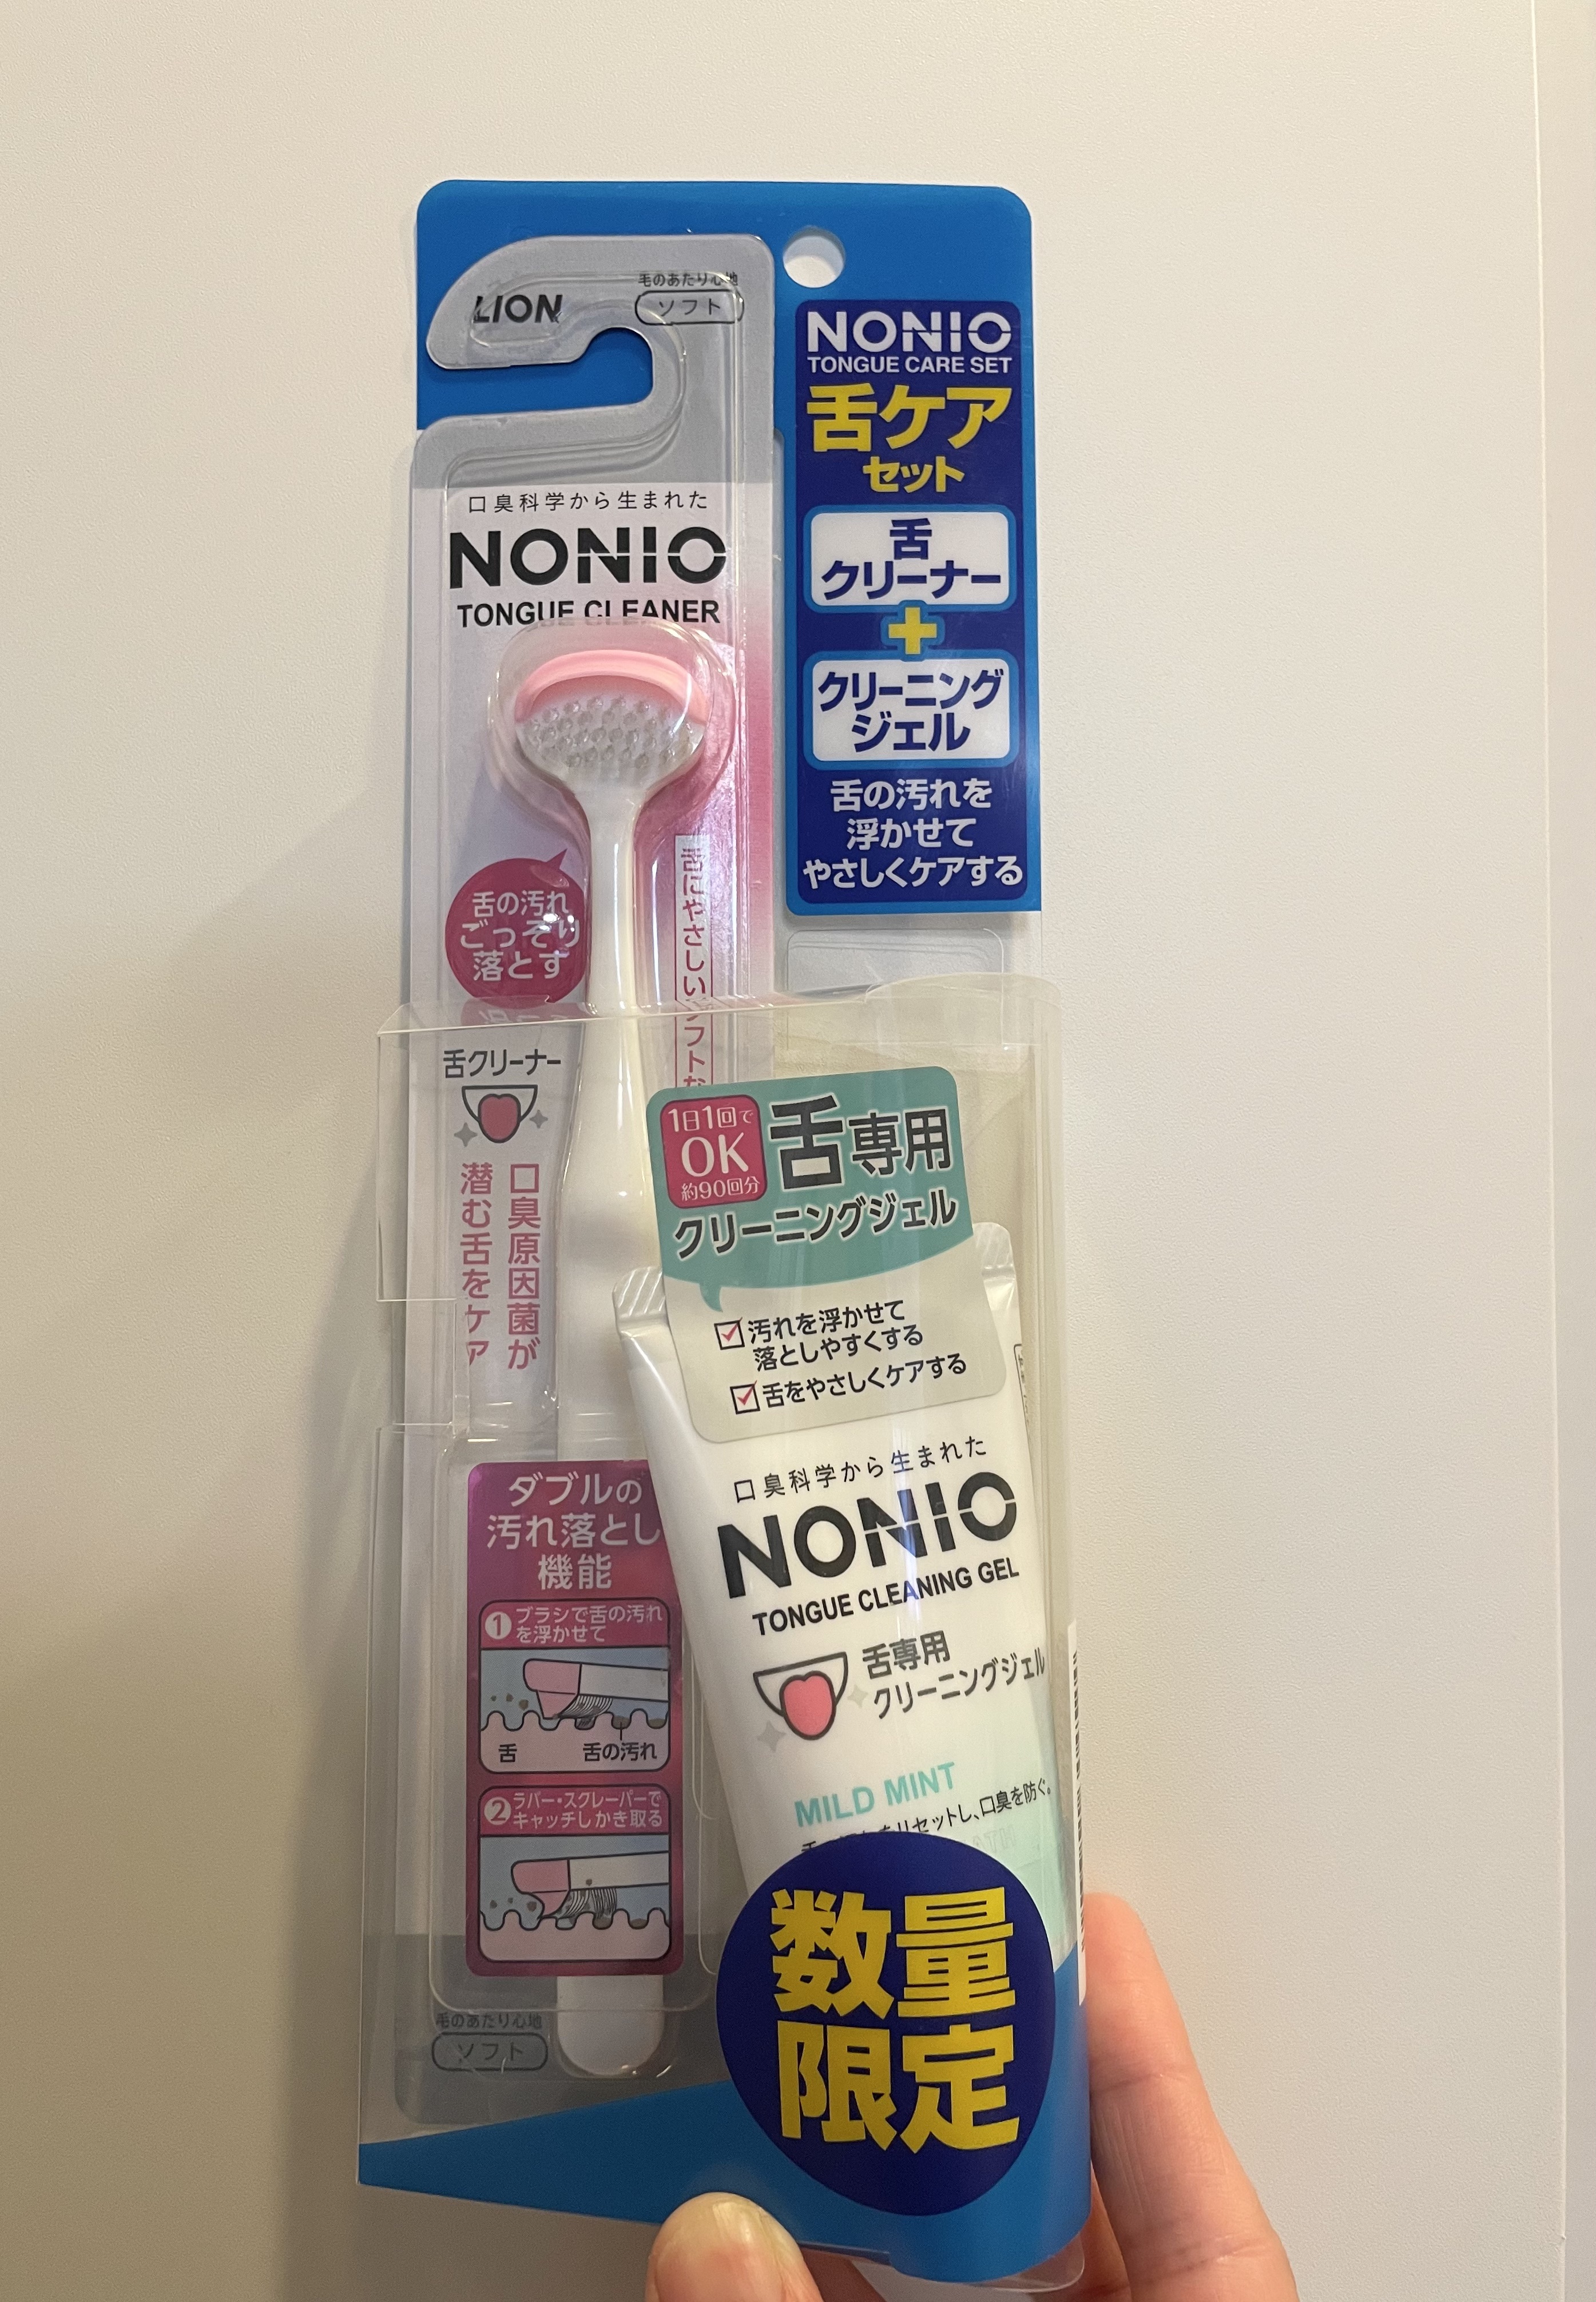 LION
毛のあたり心地
ソフト
口臭科学から生まれた
NONIO
TONGUE CLEANER
舌の汚れ
ごっそり
落とす
舌にやさしい
舌クリーナー
口臭原因菌が
潜む舌をケア
ダブルの
汚れ落とし
機能
1 ブラシで舌の汚れ
を浮かせて
舌
舌の汚れ
2 ラバー・スクレーパーで
キャッチしかき取る
毛のあたり心地
ソフト
NONIO
TONGUE CARE SET
舌ケア
セット
舌
クリーナー
+
クリーニング
ジェル
舌の汚れを
浮かせて
やさしくケアする
1日1回で
OK
約90回分
舌専用
クリーニングジェル
汚れを浮かせて
落としやすくする
舌をやさしくケアする
口臭科学から生まれた
NONIO
TONGUE CLEANING GEL
舌専用
クリーニングジェル
MILD MINT
リセットし、口臭を防ぐ。
数量
限定